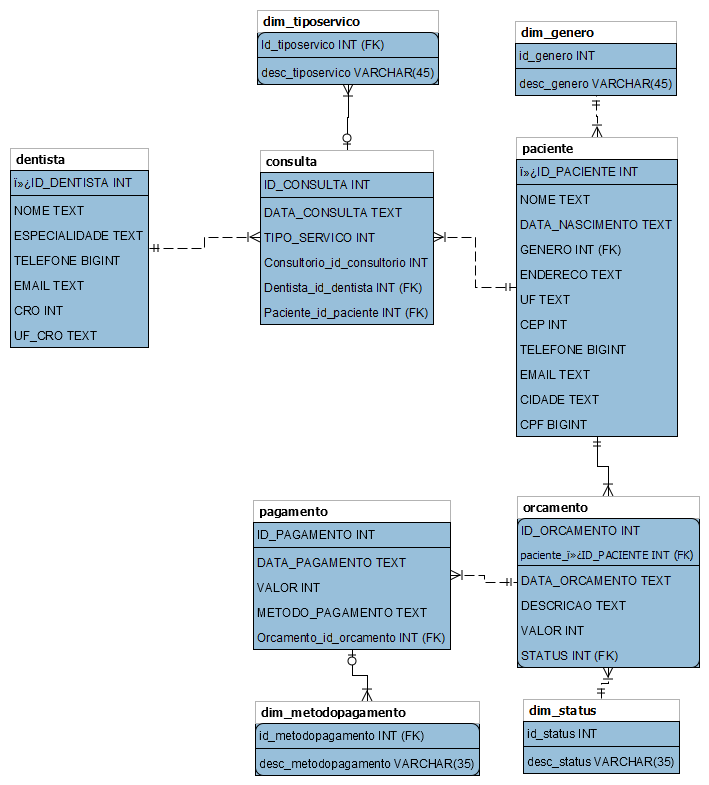 dim_tiposervico
Id_tiposervico INT (FK)
desc_tiposervico VARCHAR(45)
dim_genero
id_genero INT
desc_genero VARCHAR(45)
dentista
ï»¿ID_DENTISTA INT
NOME TEXT
ESPECIALIDADE TEXT
TELEFONE BIGINT
EMAIL TEXT
CRO INT
UF_CRO TEXT
consulta
ID_CONSULTA INT
DATA_CONSULTA TEXT
TIPO_SERVICO INT
Consultorio_id_consultorio INT
Dentista_id_dentista INT (FK)
Paciente_id_paciente INT (FK)
paciente
ï»¿ID_PACIENTE INT
NOME TEXT
DATA_NASCIMENTO TEXT
GENERO INT (FK)
ENDERECO TEXT
UF TEXT
CEP INT
TELEFONE BIGINT
EMAIL TEXT
CIDADE TEXT
CPF BIGINT
pagamento
ID_PAGAMENTO INT
DATA_PAGAMENTO TEXT
VALOR INT
METODO_PAGAMENTO TEXT
Orcamento_id_orcamento INT (FK)
orcamento
ID_ORCAMENTO INT
paciente_ï»¿ID_PACIENTE INT (FK)
DATA_ORCAMENTO TEXT
DESCRICAO TEXT
VALOR INT
STATUS INT (FK)
dim_metodopagamento
id_metodopagamento INT (FK)
desc_metodopagamento VARCHAR(35)
dim_status
id_status INT
desc_status VARCHAR(35)